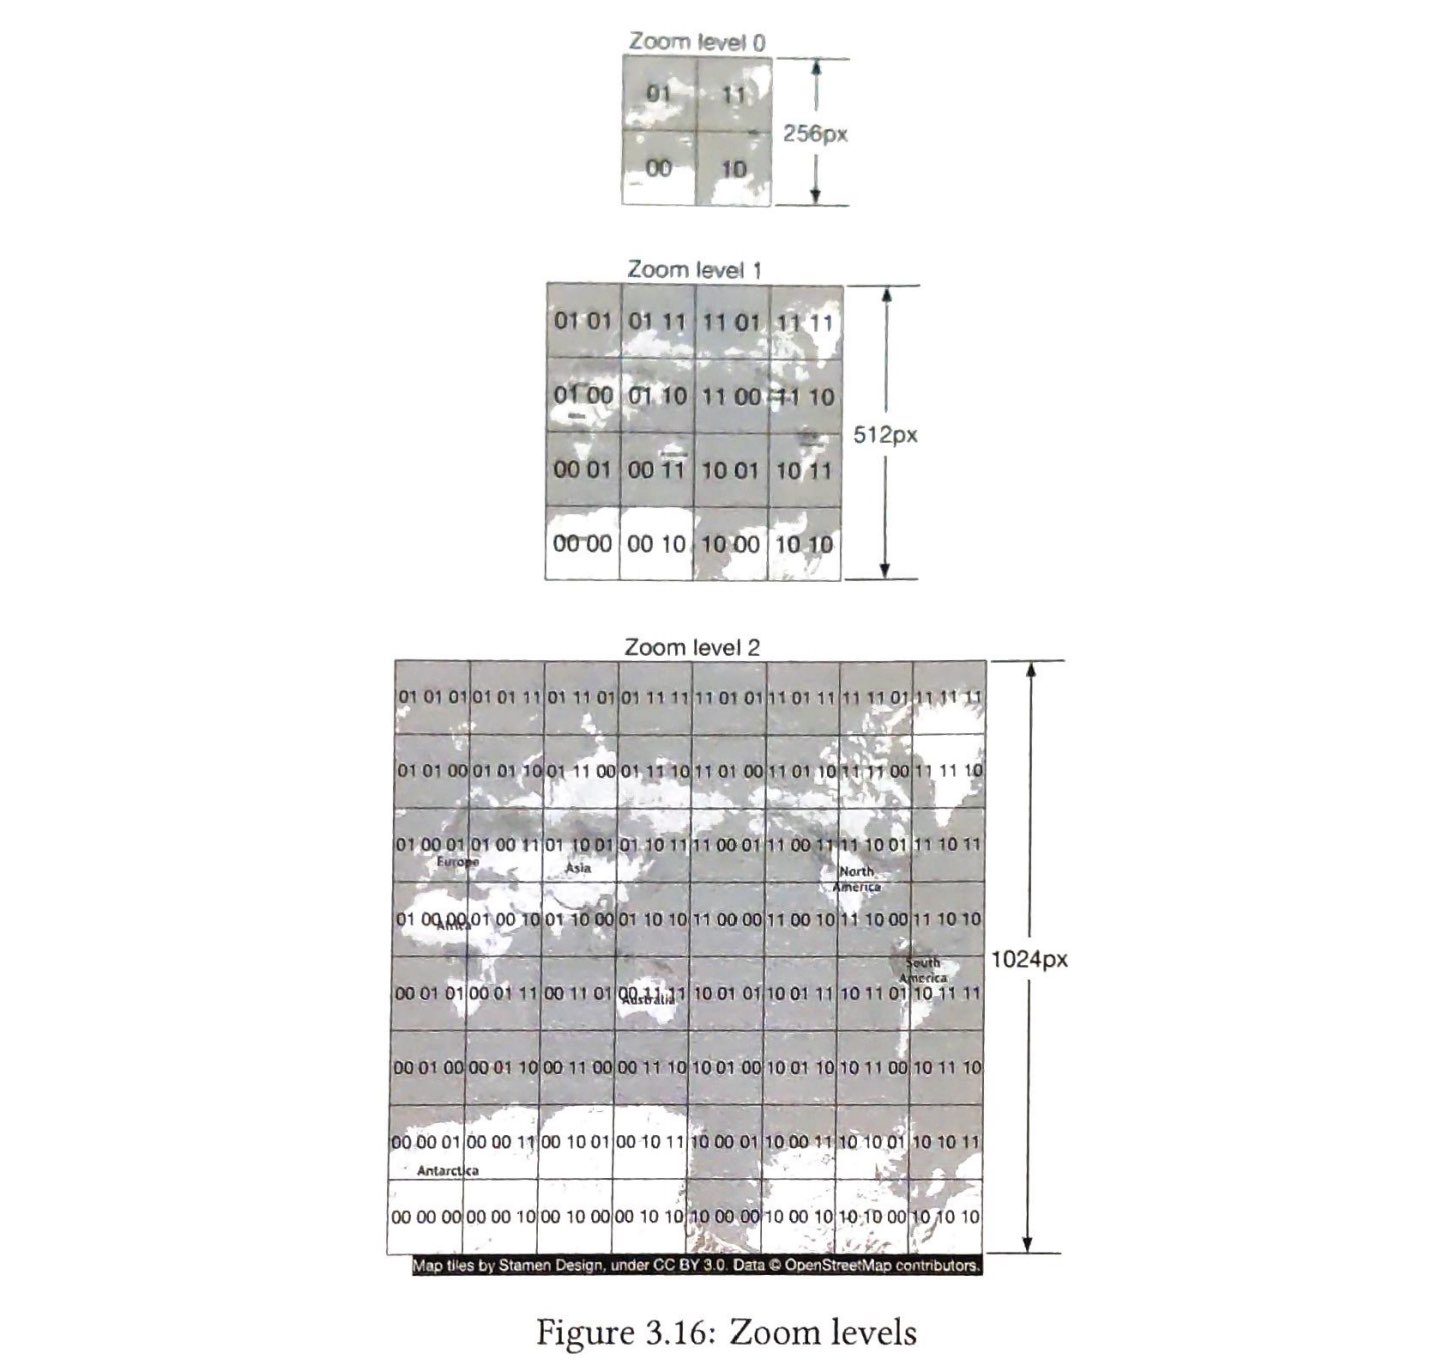 Zoom level 0
01 11
256px
00 10
Zoom level 1
01 01 01 11 11 01 11 11
01 00 01 10 11 00 11 10
512px
00 01 00 11 10 01 10 11
00 00 00 10 10 00 10 10
Zoom level 2
01 01 01 01 01 11 01 11 01 01 11 11 11 01 01 11 01 11 11 11 01 11 11 11
01 01 00 01 01 10 01 11 00 01 11 10 11 01 00 11 01 10 11 11 00 11 11 10
01 00 01 01 00 11 01 10 01 01 10 11 11 00 01 11 00 11 11 10 01 11 10 11
Europe Asia North
America
01 00 00 01 00 10 01 10 00 01 10 10 11 00 00 11 00 10 11 10 00 11 10 10
Africa
1024px
South
America
00 01 01 00 01 11 00 11 01 00 11 11 10 01 01 10 01 11 10 11 01 10 11 11
Australia
00 01 00 00 01 10 00 11 00 00 11 10 10 01 00 10 01 10 10 11 00 10 11 10
00 00 01 00 00 11 00 10 01 00 10 11 10 00 01 10 00 11 10 10 01 10 10 11
Antarctica
00 00 00 00 00 10 00 10 00 00 10 10 10 00 00 10 00 10 10 10 00 10 10 10
Map tiles by Stamen Design, under CC BY 3.0. Data © OpenStreetMap contributors.
Figure 3.16: Zoom levels